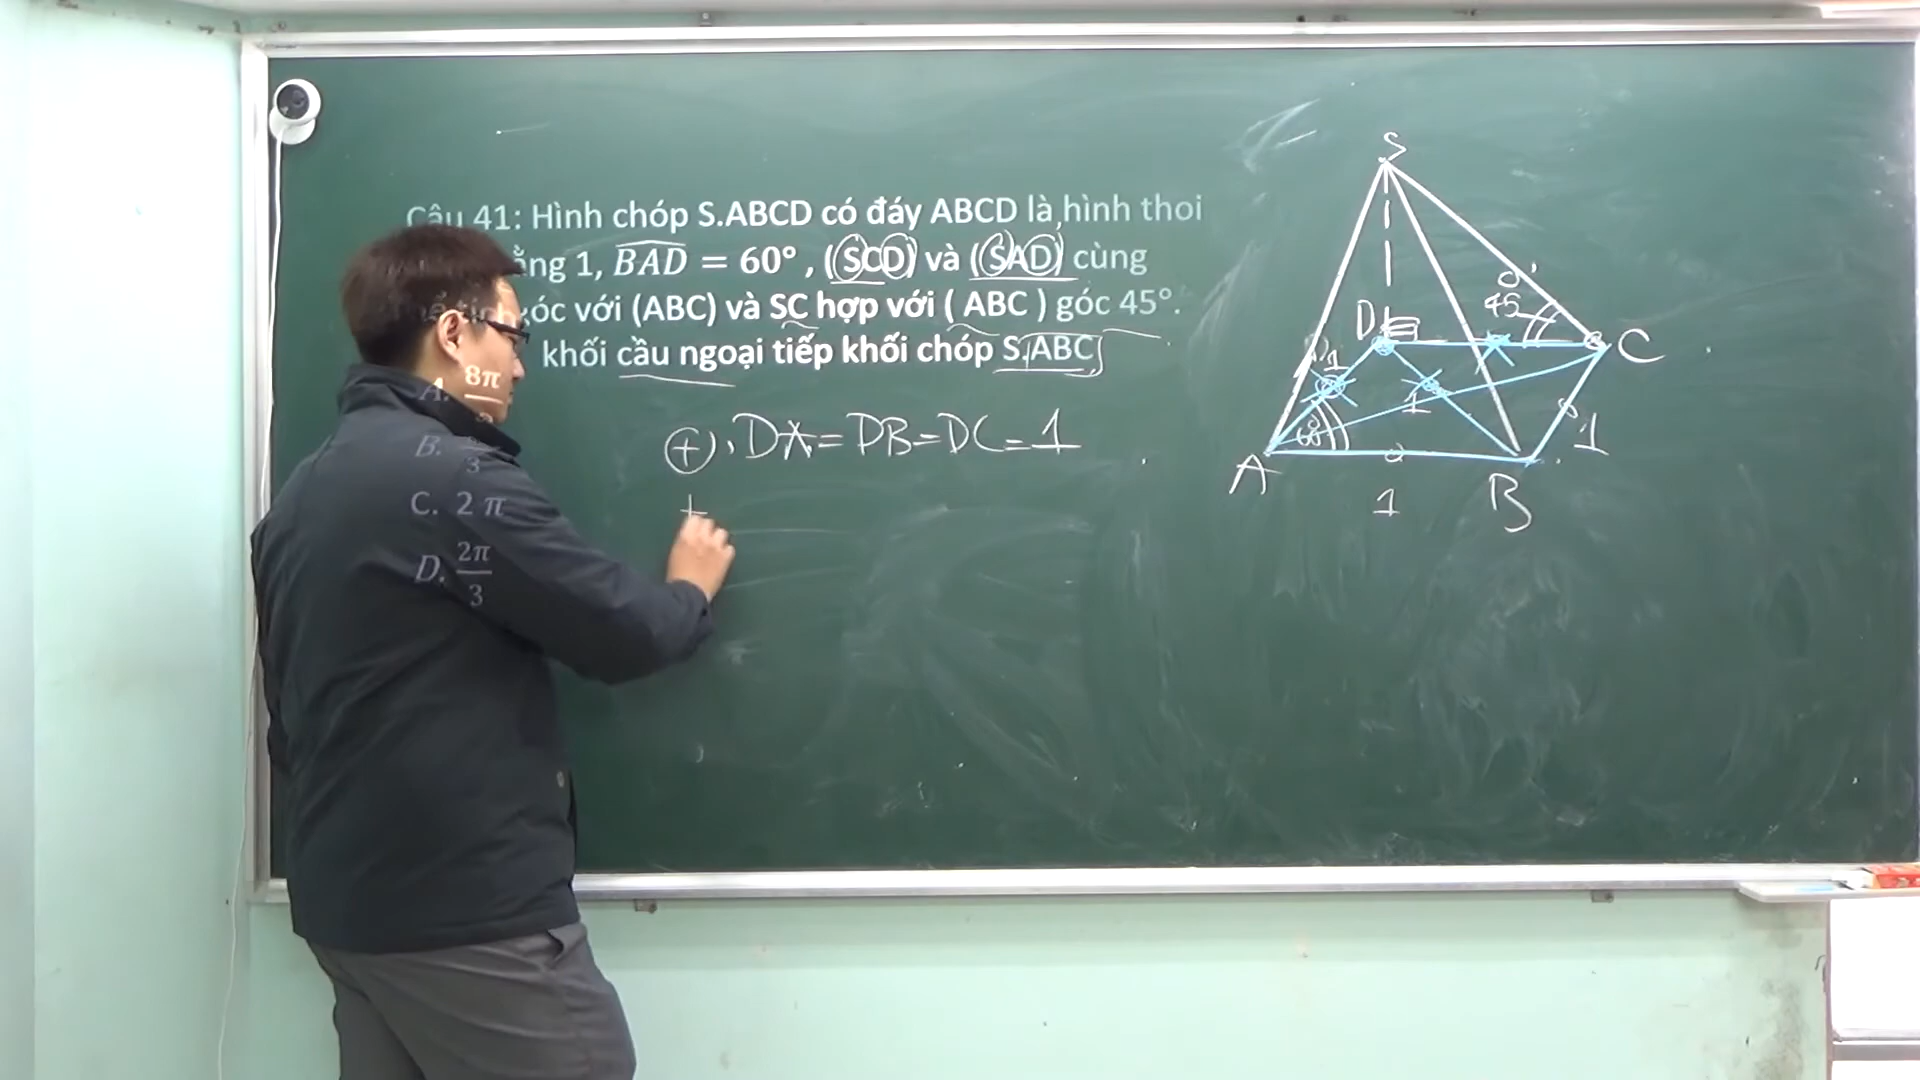 Câu 41: Hình chóp S.ABCD có đáy ABCD là hình thoi
ằng 1, BAD = 60° , (SCD) và (SAD) cùng
óc với (ABC) và SC hợp với ( ABC ) góc 45°.
khối cầu ngoại tiếp khối chóp S.ABC
A. 8π
B.
3
C. 2 π
D. 2π
3
+ DA = DB = DC = 1
+
S
45°
D
C
1
1
60
1
A
1
B